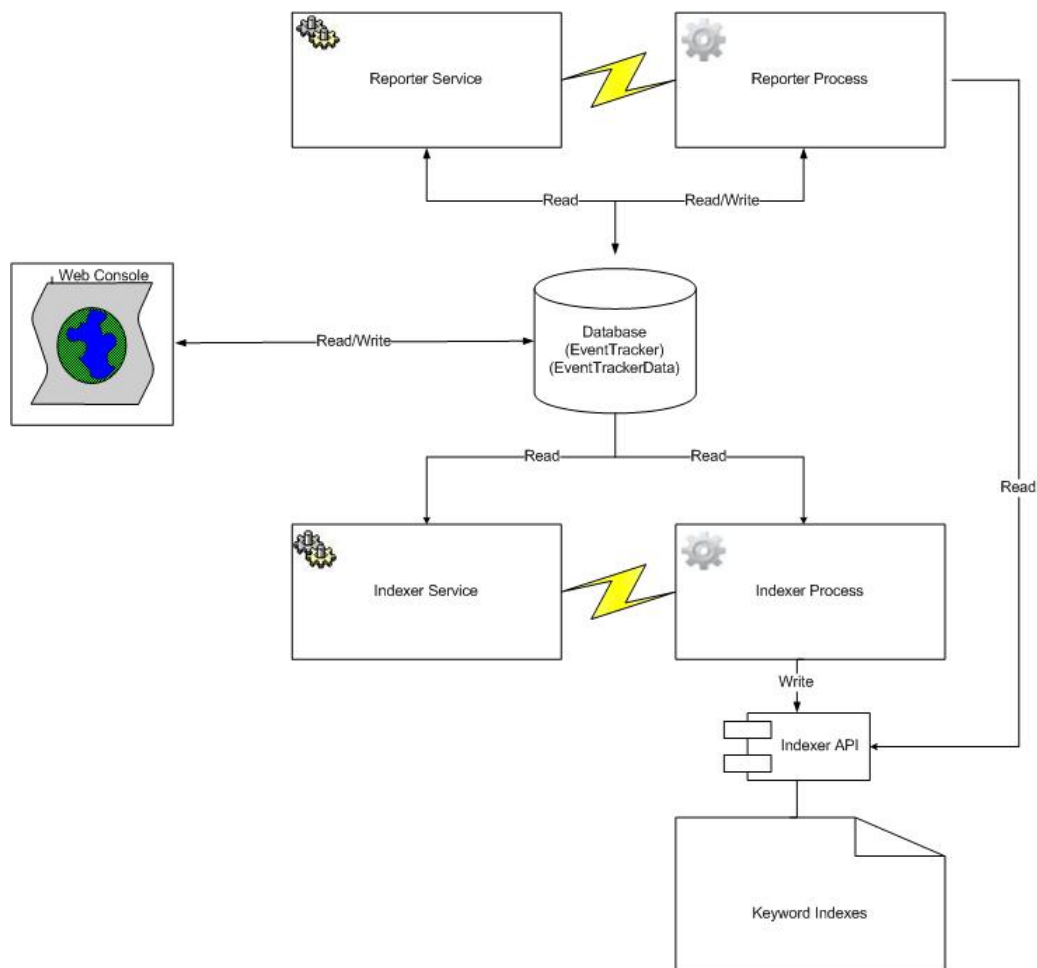 Reporter Service
Reporter Process
Read
Read/Write
Web Console
Read/Write
Database
(EventTracker)
(EventTrackerData)
Read
Read
Read
Indexer Service
Indexer Process
Write
Indexer API
Keyword Indexes